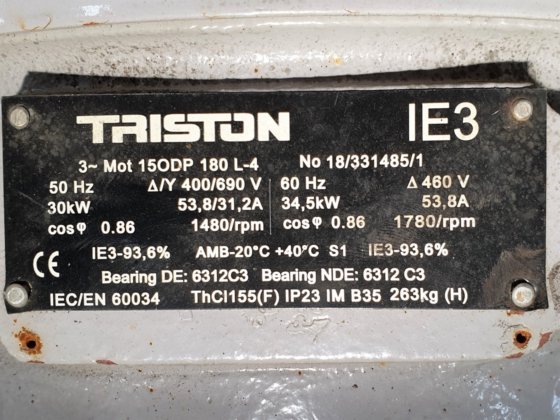 TRISTON IE3
3~ Mot 15ODP 180 L-4 No 18/331485/1
50 Hz Δ/Y 400/690 V 60 Hz Δ 460 V
30kW 53,8/31,2A 34,5kW 53,8A
cosφ 0.86 1480/rpm cosφ 0.86 1780/rpm
IE3-93,6% AMB-20°C +40°C S1 IE3-93,6%
CE Bearing DE: 6312C3 Bearing NDE: 6312 C3
IEC/EN 60034 ThCl155(F) IP23 IM B35 263kg (H)